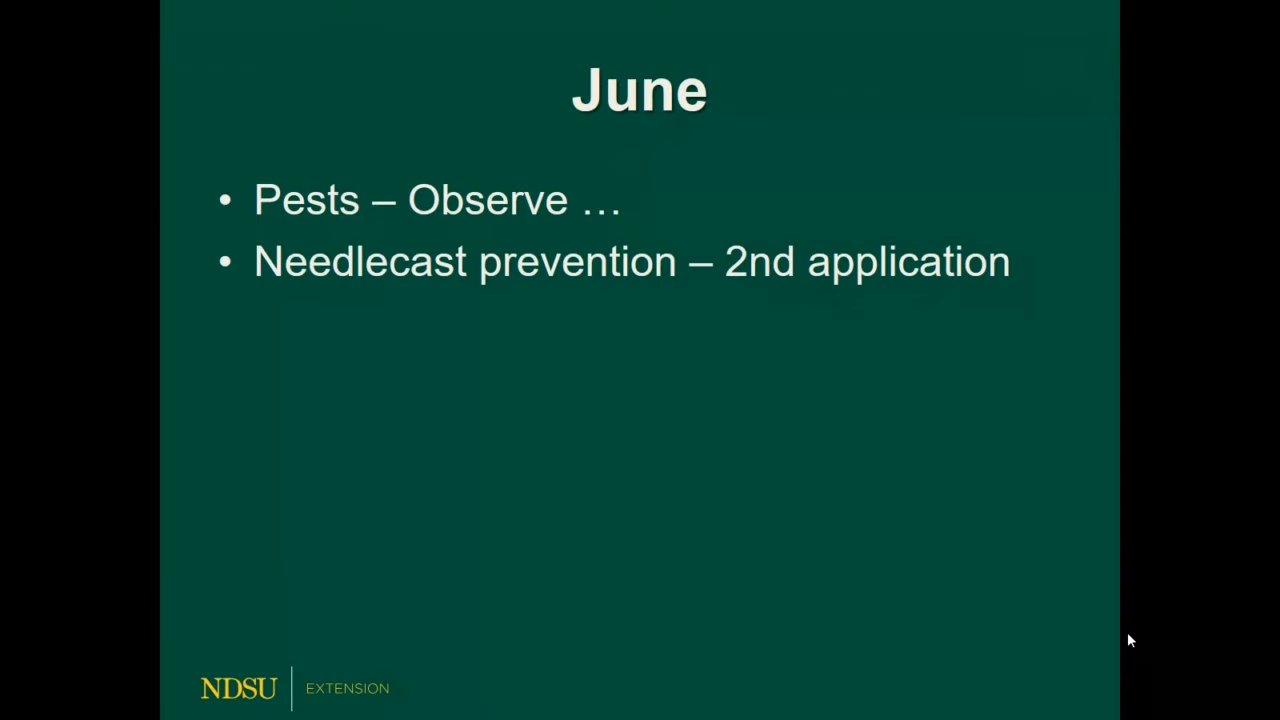 June
• Pests – Observe …
• Needlecast prevention – 2nd application
NDSU EXTENSION